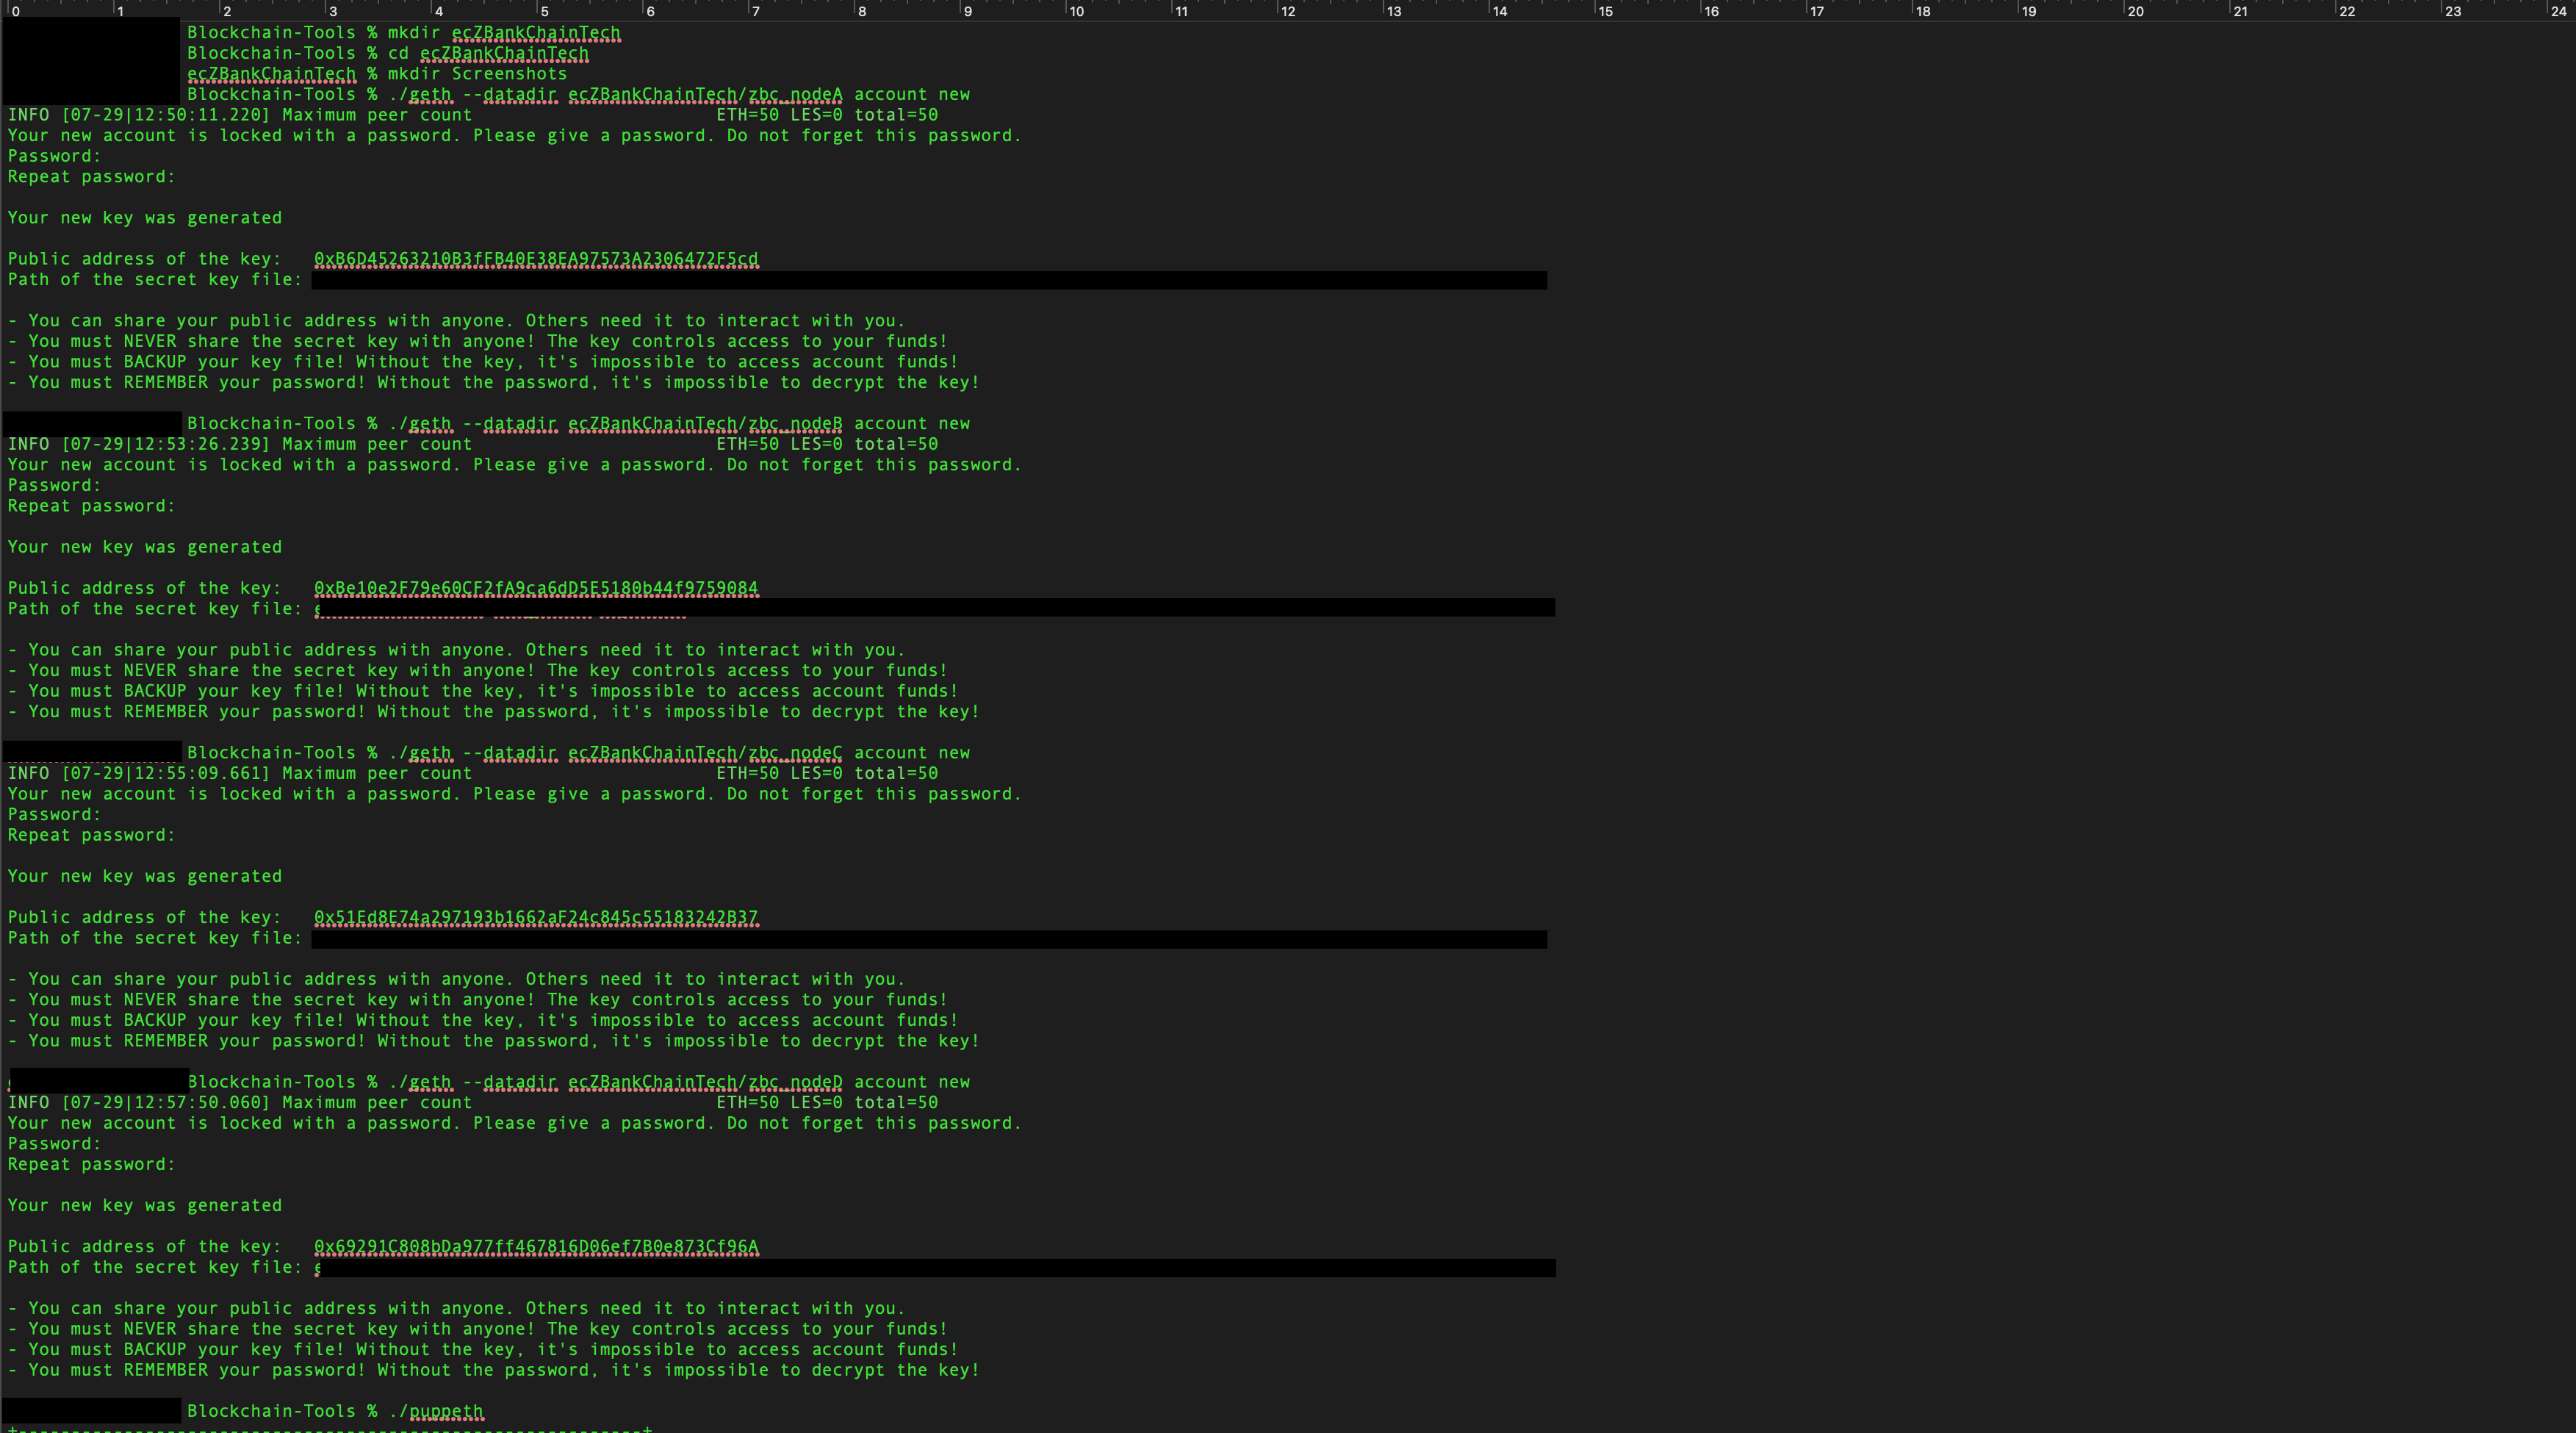 0 1 2 3 4 5 6 7 8 9 10 11 12 13 14 15 16 17 18 19 20 21 22 23 24
Blockchain-Tools % mkdir ecZBankChainTech
Blockchain-Tools % cd ecZBankChainTech
ecZBankChainTech % mkdir Screenshots
Blockchain-Tools % ./geth --datadir ecZBankChainTech/zbc_nodeA account new
INFO [07-29|12:50:11.220] Maximum peer count ETH=50 LES=0 total=50
Your new account is locked with a password. Please give a password. Do not forget this password.
Password:
Repeat password:
Your new key was generated
Public address of the key: 0xB6D45263210B3fFB40E38EA97573A2306472F5cd
Path of the secret key file:
- You can share your public address with anyone. Others need it to interact with you.
- You must NEVER share the secret key with anyone! The key controls access to your funds!
- You must BACKUP your key file! Without the key, it's impossible to access account funds!
- You must REMEMBER your password! Without the password, it's impossible to decrypt the key!
Blockchain-Tools % ./geth --datadir ecZBankChainTech/zbc_nodeB account new
INFO [07-29|12:53:26.239] Maximum peer count ETH=50 LES=0 total=50
Your new account is locked with a password. Please give a password. Do not forget this password.
Password:
Repeat password:
Your new key was generated
Public address of the key: 0xBe10e2F79e60CF2fA9ca6dD5E5180b44f9759084
Path of the secret key file:
- You can share your public address with anyone. Others need it to interact with you.
- You must NEVER share the secret key with anyone! The key controls access to your funds!
- You must BACKUP your key file! Without the key, it's impossible to access account funds!
- You must REMEMBER your password! Without the password, it's impossible to decrypt the key!
Blockchain-Tools % ./geth --datadir ecZBankChainTech/zbc_nodeC account new
INFO [07-29|12:55:09.661] Maximum peer count ETH=50 LES=0 total=50
Your new account is locked with a password. Please give a password. Do not forget this password.
Password:
Repeat password:
Your new key was generated
Public address of the key: 0x51Ed8E74a297193b1662aF24c845c55183242B37
Path of the secret key file:
- You can share your public address with anyone. Others need it to interact with you.
- You must NEVER share the secret key with anyone! The key controls access to your funds!
- You must BACKUP your key file! Without the key, it's impossible to access account funds!
- You must REMEMBER your password! Without the password, it's impossible to decrypt the key!
Blockchain-Tools % ./geth --datadir ecZBankChainTech/zbc_nodeD account new
INFO [07-29|12:57:50.060] Maximum peer count ETH=50 LES=0 total=50
Your new account is locked with a password. Please give a password. Do not forget this password.
Password:
Repeat password:
Your new key was generated
Public address of the key: 0x69291C808bDa977ff467816D06ef7B0e873Cf96A
Path of the secret key file:
- You can share your public address with anyone. Others need it to interact with you.
- You must NEVER share the secret key with anyone! The key controls access to your funds!
- You must BACKUP your key file! Without the key, it's impossible to access account funds!
- You must REMEMBER your password! Without the password, it's impossible to decrypt the key!
Blockchain-Tools % ./puppeth